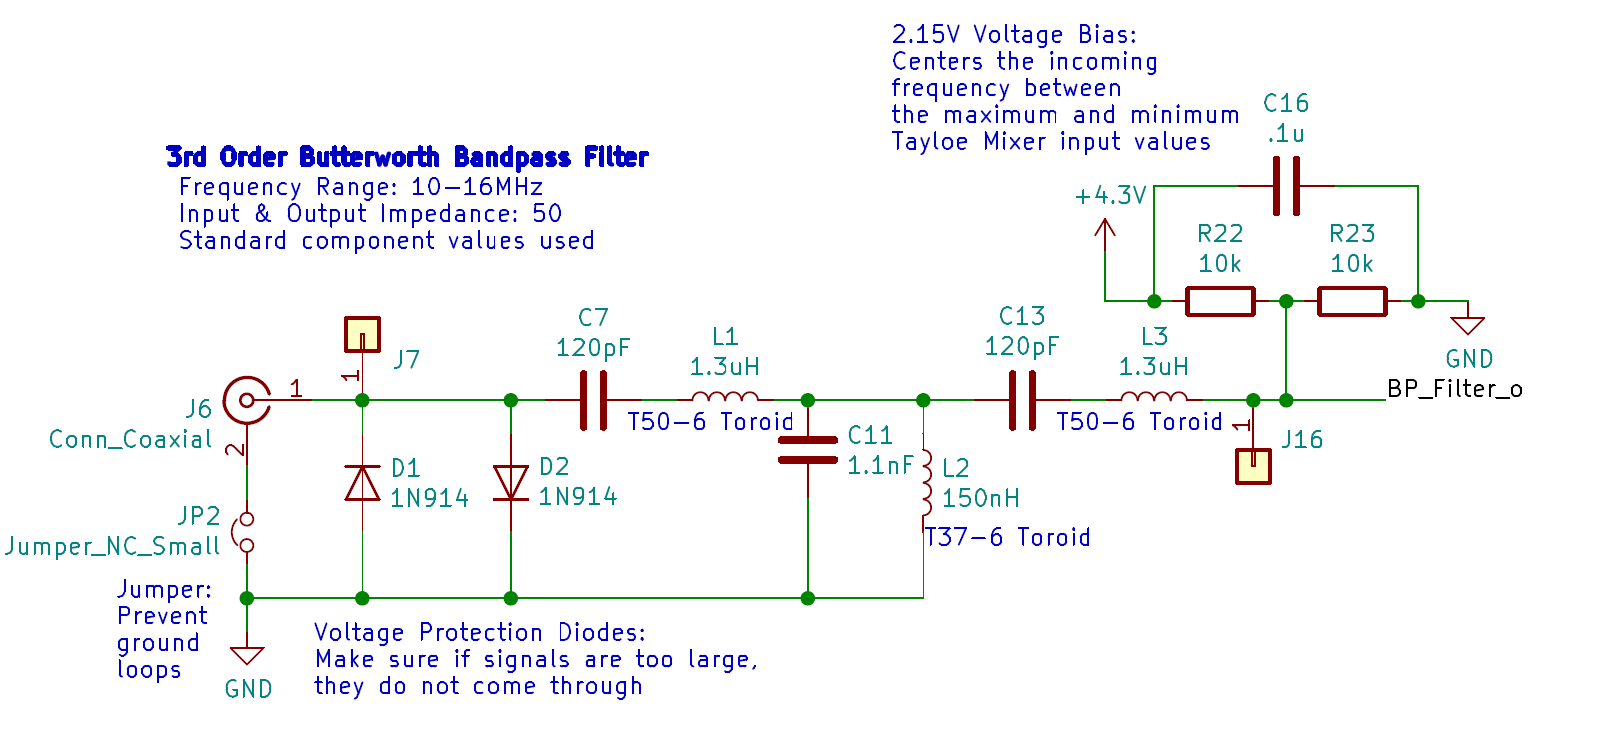 2.15V Voltage Bias:
Centers the incoming
frequency between
the maximum and minimum
Tayloe Mixer input values
C16
.1u
3rd Order Butterworth Bandpass Filter
Frequency Range: 10-16MHz
Input & Output Impedance: 50
Standard component values used
+4.3V
R22
10k
R23
10k
GND
BP_Filter_o
C7
120pF
L1
1.3uH
T50-6 Toroid
C13
120pF
L3
1.3uH
T50-6 Toroid
J7
1
J6
Conn_Coaxial
1
2
D1
1N914
D2
1N914
C11
1.1nF
L2
150nH
T37-6 Toroid
1
J16
JP2
Jumper_NC_Small
Jumper:
Prevent
ground
loops
GND
Voltage Protection Diodes:
Make sure if signals are too large,
they do not come through